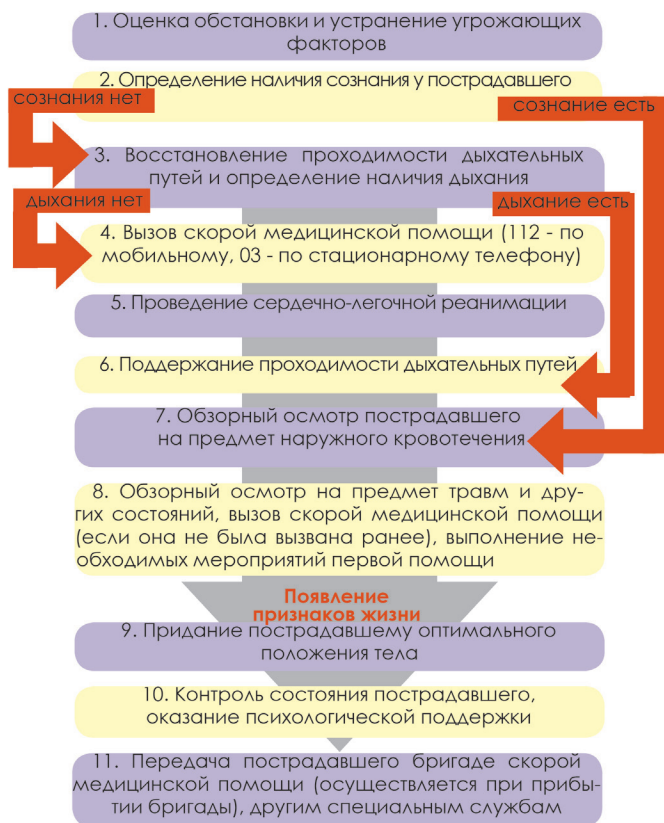 1. Оценка обстановки и устранение угрожающих
факторов
2. Определение наличия сознания у пострадавшего
сознания нет
сознание есть
3. Восстановление проходимости дыхательных
путей и определение наличия дыхания
дыхания нет
дыхание есть
4. Вызов скорой медицинской помощи (112 - по
мобильному, 03 - по стационарному телефону)
5. Проведение сердечно-легочной реанимации
6. Поддержание проходимости дыхательных путей
7. Обзорный осмотр пострадавшего
на предмет наружного кровотечения
8. Обзорный осмотр на предмет травм и дру-
гих состояний, вызов скорой медицинской помощи
(если она не была вызвана ранее), выполнение не-
обходимых мероприятий первой помощи
Появление
признаков жизни
9. Придание пострадавшему оптимального
положения тела
10. Контроль состояния пострадавшего,
оказание психологической поддержки
11. Передача пострадавшего бригаде скорой
медицинской помощи (осуществляется при прибы-
тии бригады), другим специальным службам